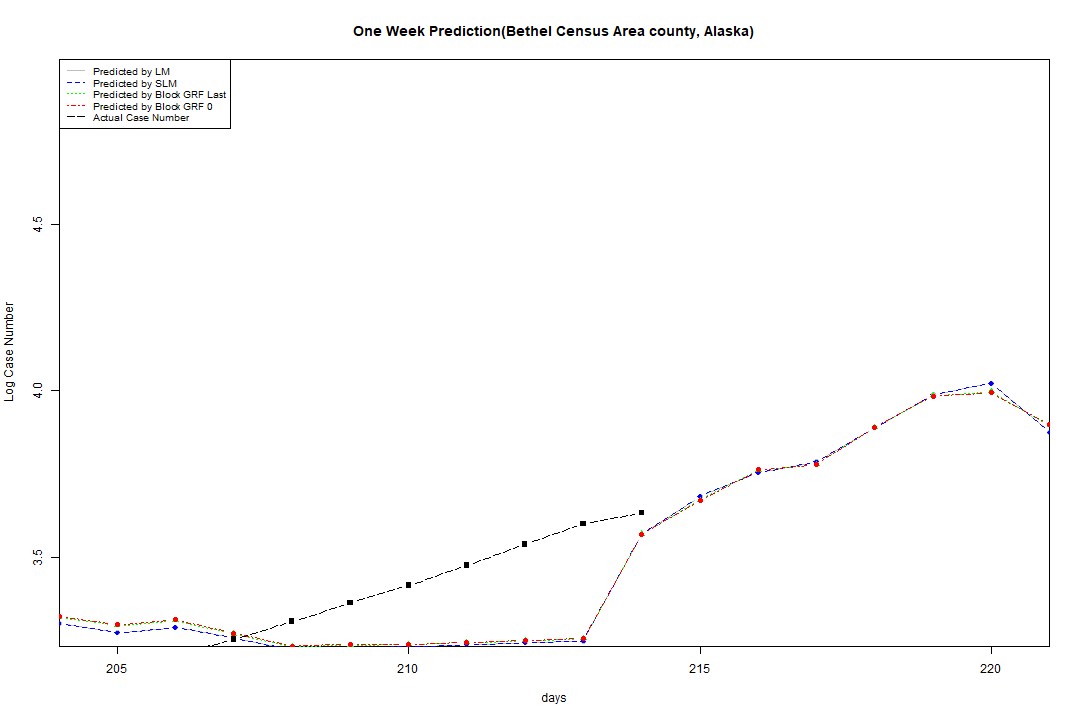 One Week Prediction(Bethel Census Area county, Alaska)
Predicted by LM
Predicted by SLM
Predicted by Block GRF Last
Predicted by Block GRF 0
Actual Case Number
4.5
4.0
3.5
Log Case Number
205
210
215
220
days